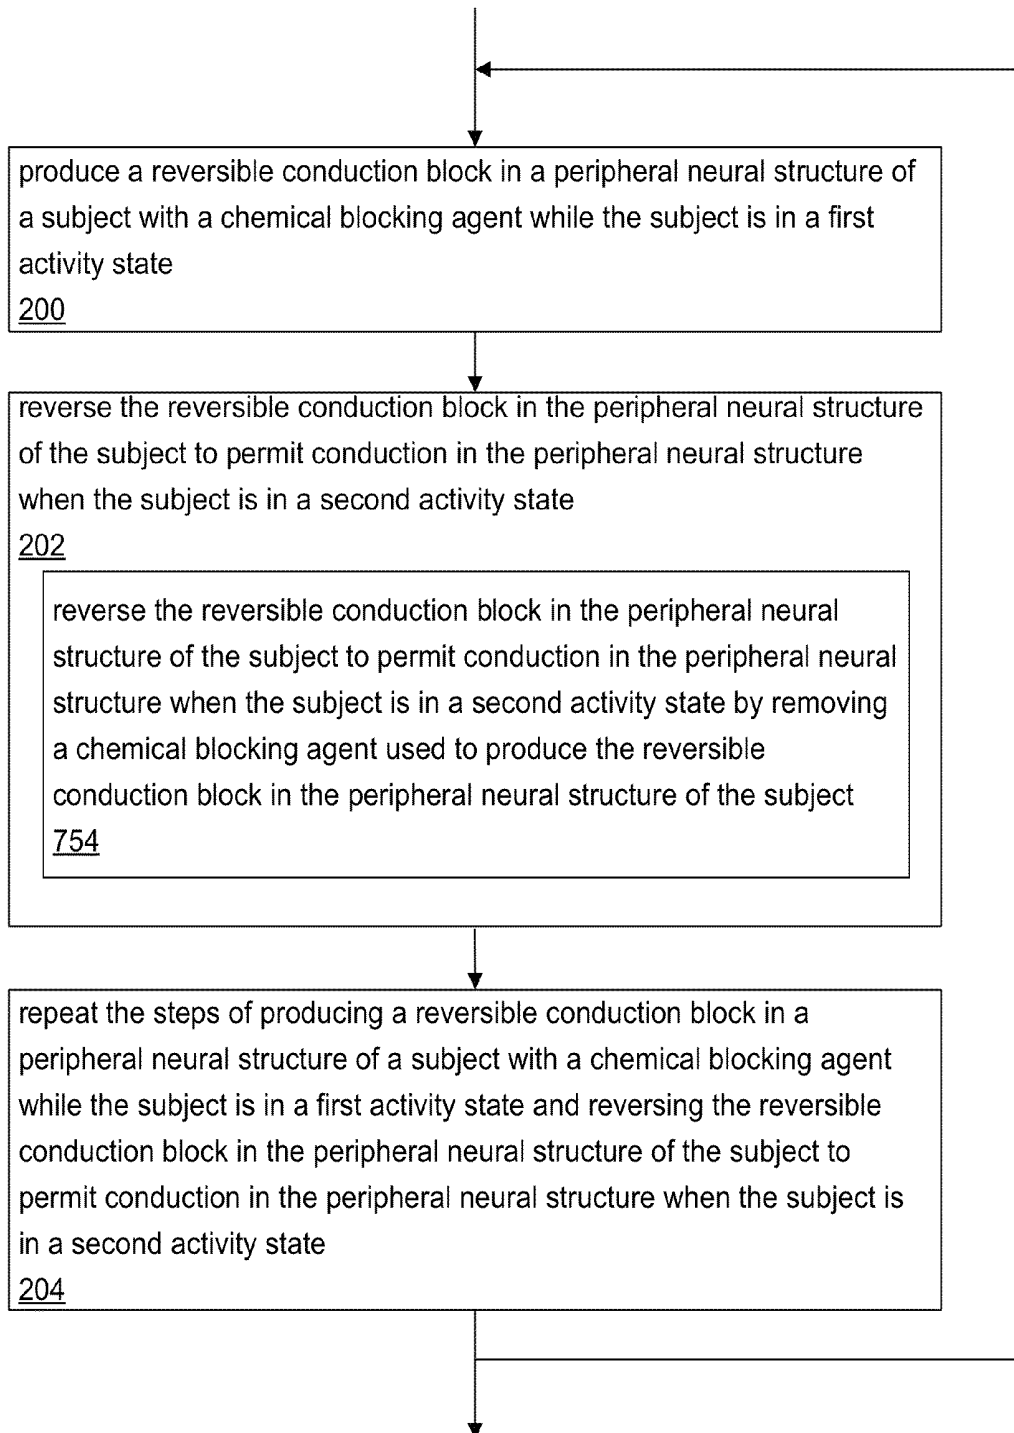 produce a reversible conduction block in a peripheral neural structure of
a subject with a chemical blocking agent while the subject is in a first
activity state
200
reverse the reversible conduction block in the peripheral neural structure
of the subject to permit conduction in the peripheral neural structure
when the subject is in a second activity state
202
reverse the reversible conduction block in the peripheral neural
structure of the subject to permit conduction in the peripheral neural
structure when the subject is in a second activity state by removing
a chemical blocking agent used to produce the reversible
conduction block in the peripheral neural structure of the subject
754
repeat the steps of producing a reversible conduction block in a
peripheral neural structure of a subject with a chemical blocking agent
while the subject is in a first activity state and reversing the reversible
conduction block in the peripheral neural structure of the subject to
permit conduction in the peripheral neural structure when the subject is
in a second activity state
204